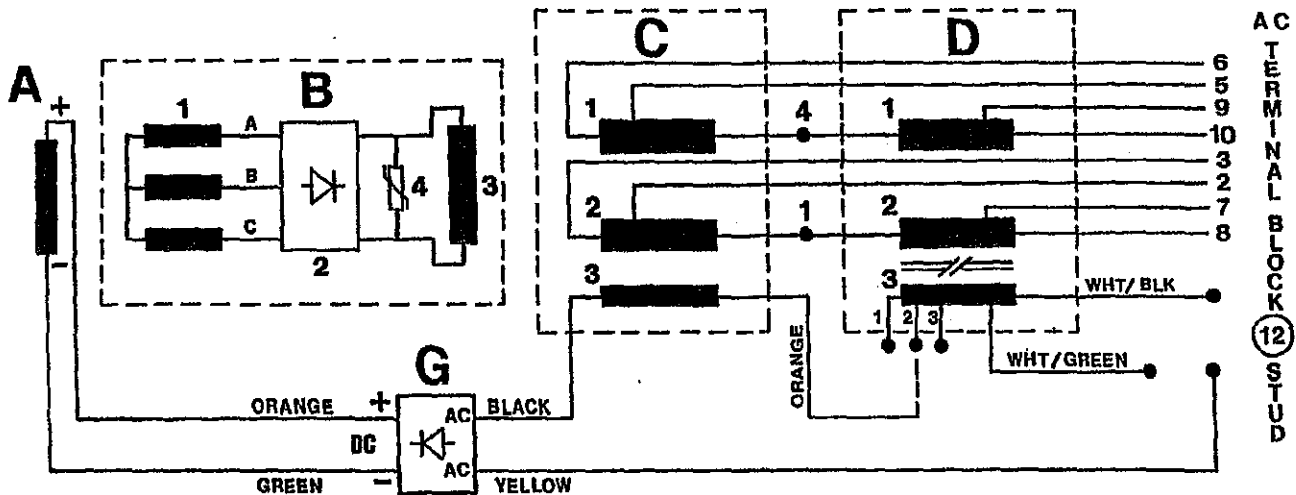 A
+
-
B
1
A
B
C
2
3
4
C
1
2
3
4
1
D
1
2
3
1 2 3
6
5
9
10
3
2
7
8
WHT/BLK
WHT/GREEN
ORANGE
G
ORANGE
+
AC
BLACK
DC
AC
GREEN
-
YELLOW
AC TERMINAL BLOCK 12 STUD